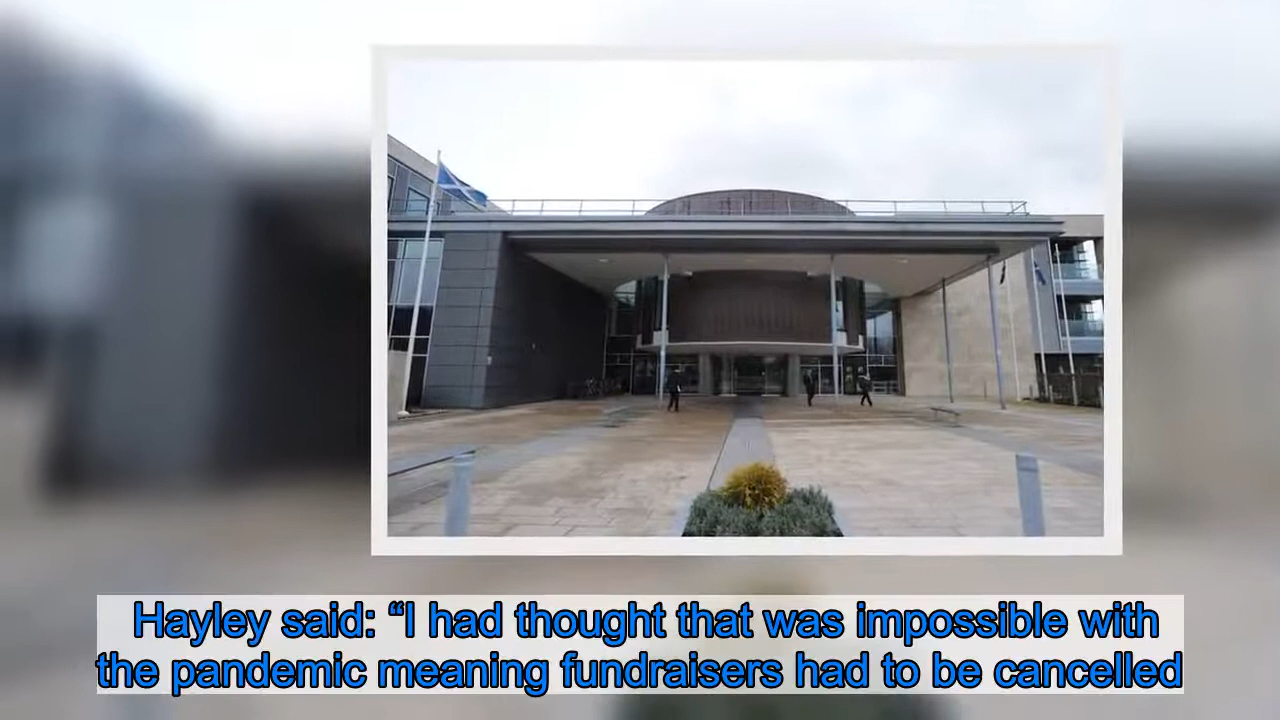 Hayley said: “I had thought that was impossible with
the pandemic meaning fundraisers had to be cancelled